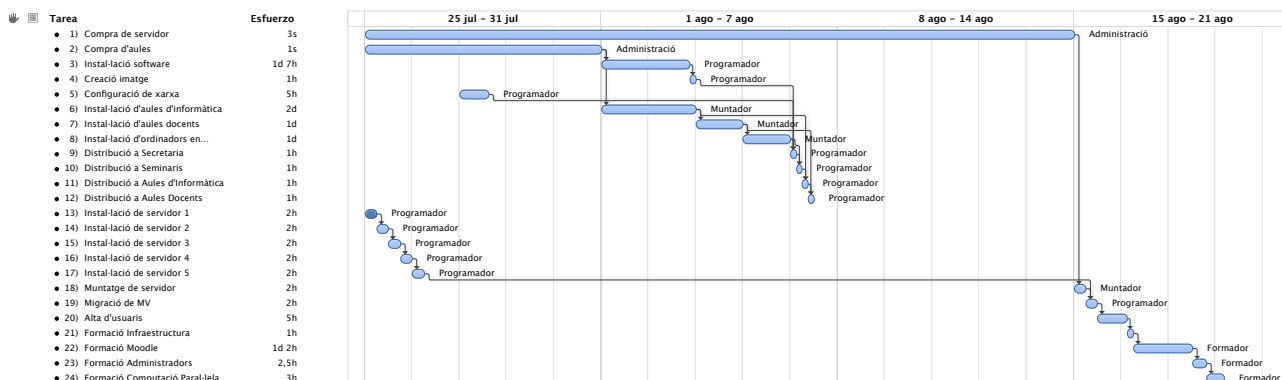 Tarea Esfuerzo 25 jul - 31 jul 1 ago - 7 ago 8 ago - 14 ago 15 ago - 21 ago
1) Compra de servidor 3s Administració
2) Compra d'aules 1s Administració
3) Instal·lació software 1d 7h Programador
4) Creació imatge 1h Programador
5) Configuració de xarxa 5h Programador
6) Instal·lació d'aules d'informàtica 2d Muntador
7) Instal·lació d'aules docents 1d Muntador
8) Instal·lació d'ordinadors en... 1d Muntador
9) Distribució a Secretaria 1h Programador
10) Distribució a Seminaris 1h Programador
11) Distribució a Aules d'Informàtica 1h Programador
12) Distribució a Aules Docents 1h Programador
13) Instal·lació de servidor 1 2h Programador
14) Instal·lació de servidor 2 2h Programador
15) Instal·lació de servidor 3 2h Programador
16) Instal·lació de servidor 4 2h Programador
17) Instal·lació de servidor 5 2h Programador
18) Muntatge de servidor 2h Muntador
19) Migració de MV 2h Programador
20) Alta d'usuaris 5h
21) Formació Infraestructura 1h
22) Formació Moodle 1d 2h Formador
23) Formació Administradors 2,5h Formador
24) Formació Computació Paral·lela 3h Formador